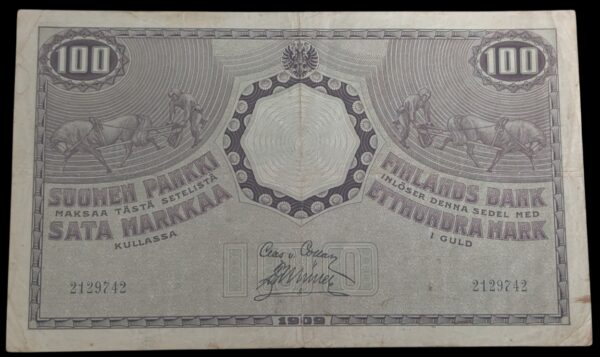 100
100
SUOMEN PANKKI
MAKSAA TÄSTÄ SETELISTÄ
SATA MARKKAA
KULLASSA
FINLANDS BANK
INLÖSER DENNA SEDEL MED
ETTHUNDRA MARK
I GULD
100
2129742
2129742
1909